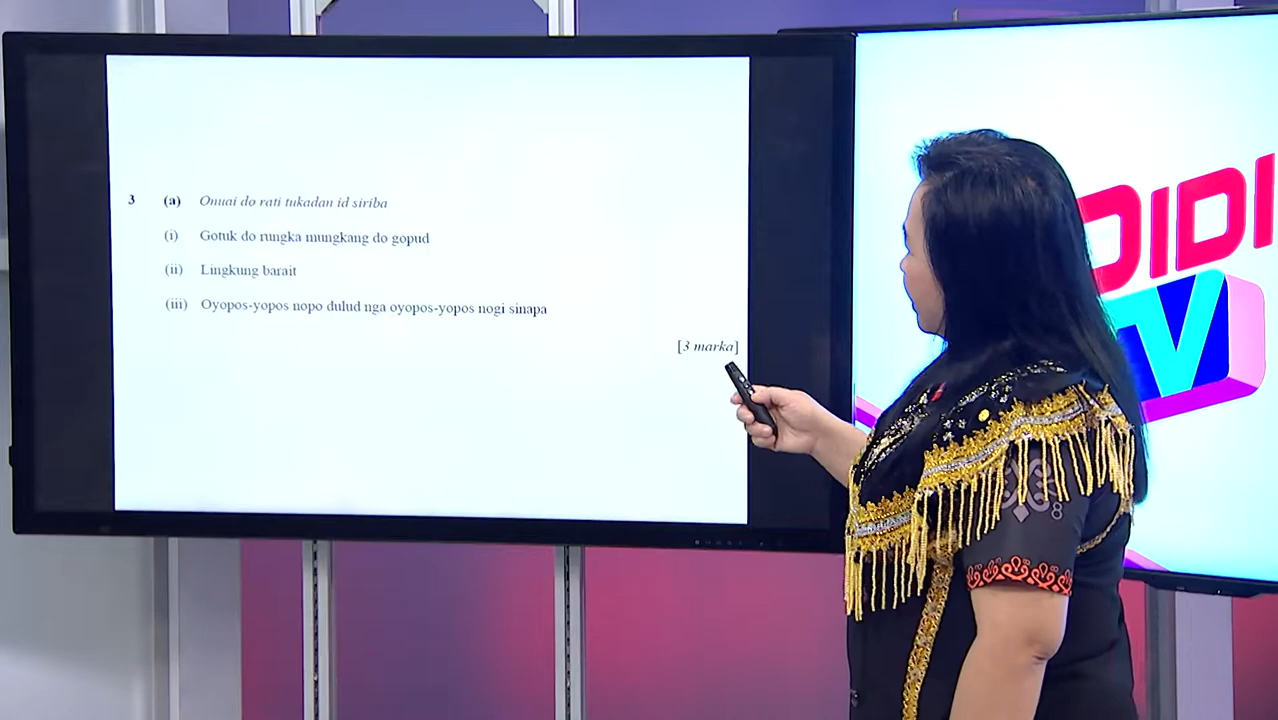 3 (a) Onuai do rati tukadan id siriba
(i) Gotuk do rungka mungkang do gopud
(ii) Lingkung barait
(iii) Oyopos-yopos nopo dulud nga oyopos-yopos nogi sinapa
[3 marka]
DIDI
TV